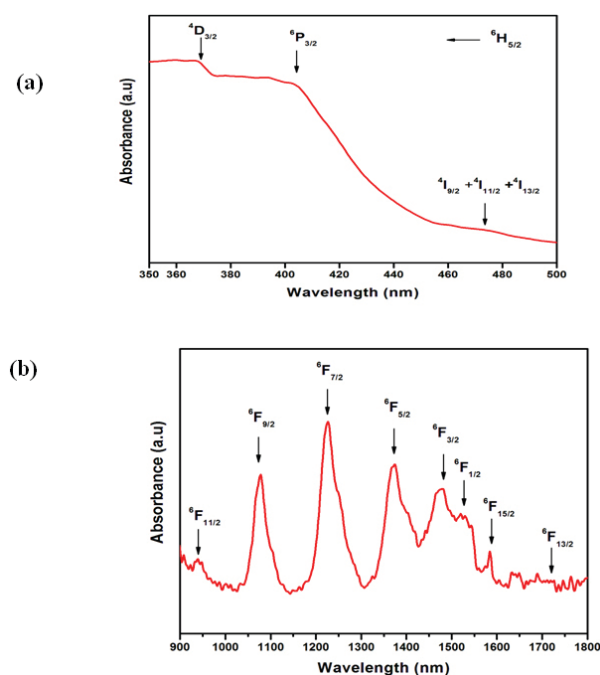 (a)
⁴D₃/₂
⁶P₃/₂
⁶H₅/₂
⁴I₉/₂ + ⁴I₁₁/₂ + ⁴I₁₃/₂
Absorbance (a.u)
350 360 380 400 420 440 460 480 500
Wavelength (nm)
(b)
⁶F₇/₂
⁶F₉/₂
⁶F₅/₂
⁶F₃/₂
⁶F₁/₂
⁶F₁₅/₂
⁶F₁₁/₂
⁶F₁₃/₂
Absorbance (a.u)
900 1000 1100 1200 1300 1400 1500 1600 1700 1800
Wavelength (nm)